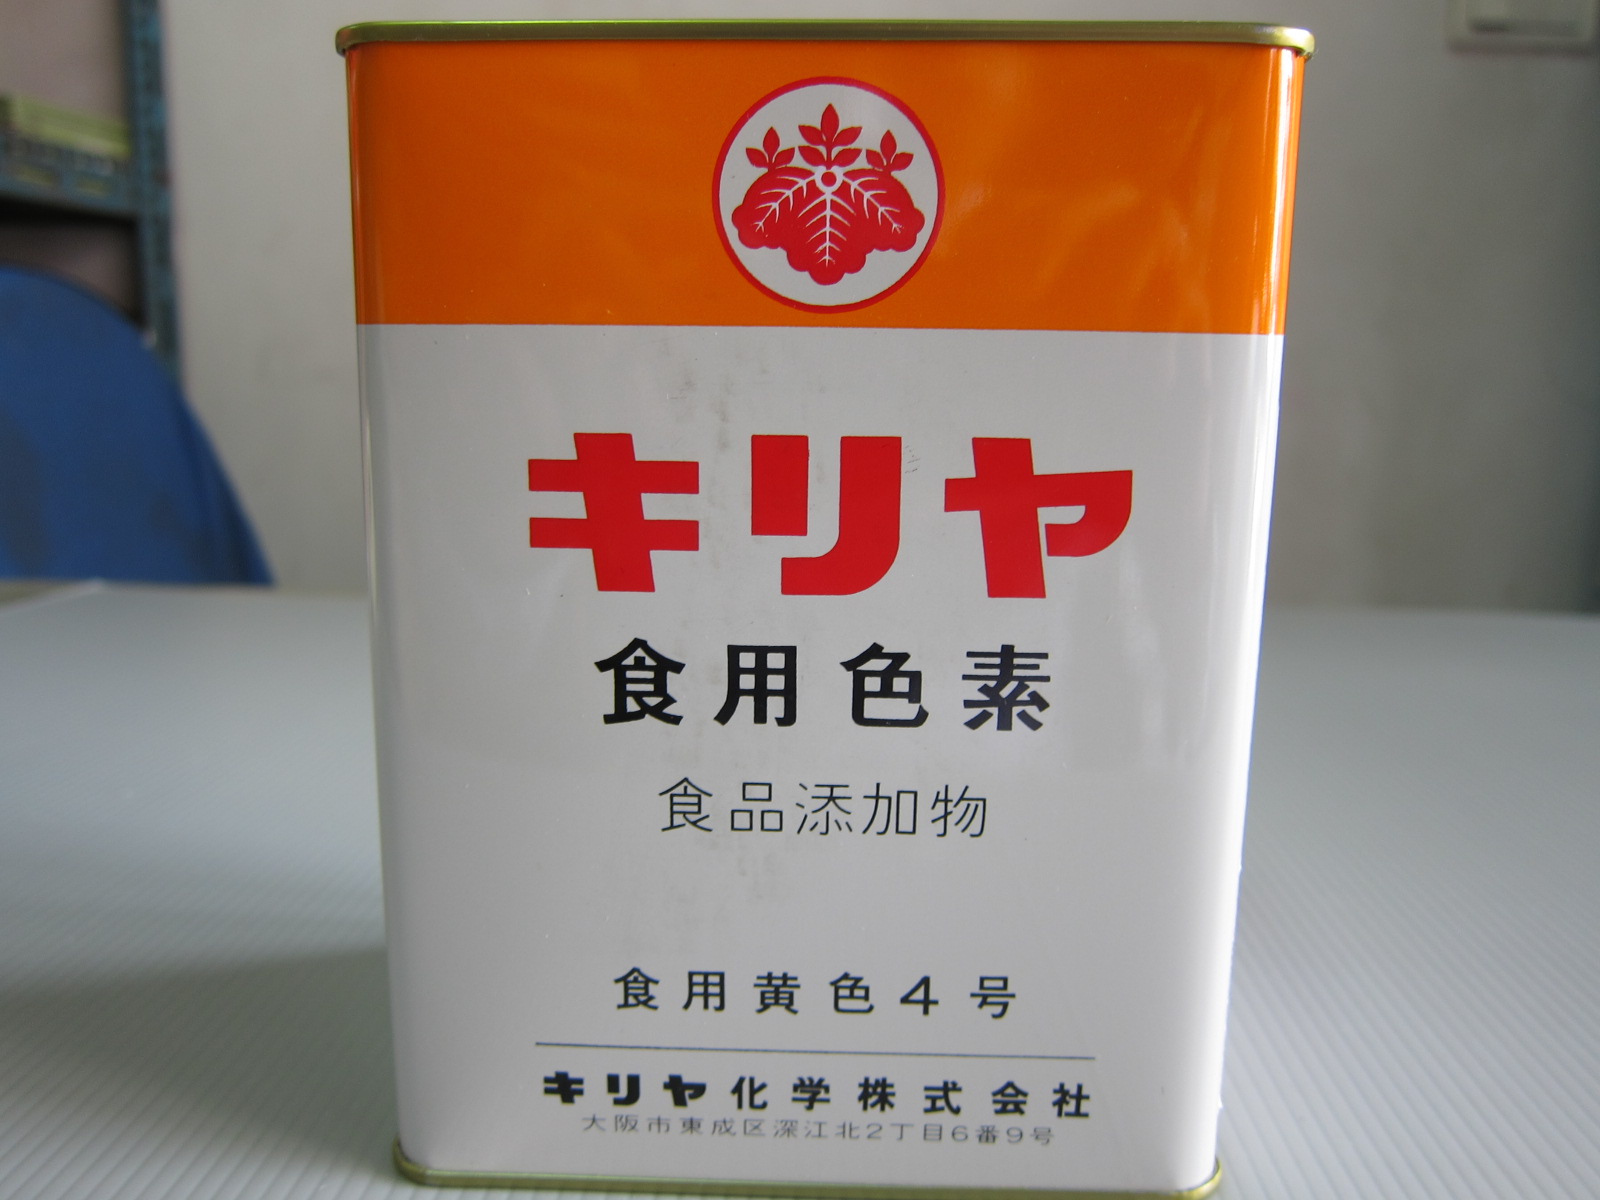 キリヤ
食用色素
食品添加物
食用黄色4号
キリヤ化学株式会社
大阪市東成区深江北2丁目6番9号